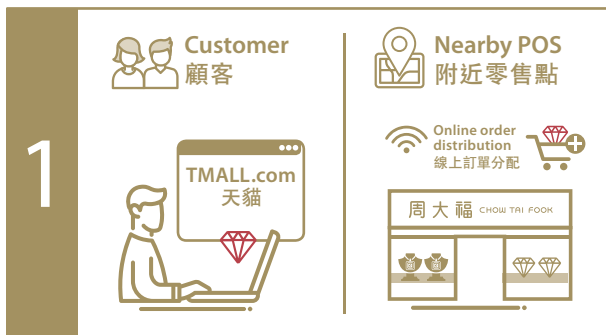 1
Customer
顧客
TMALL.com
天貓
Nearby POS
附近零售點
Online order
distribution
線上訂單分配
周大福 CHOW TAI FOOK